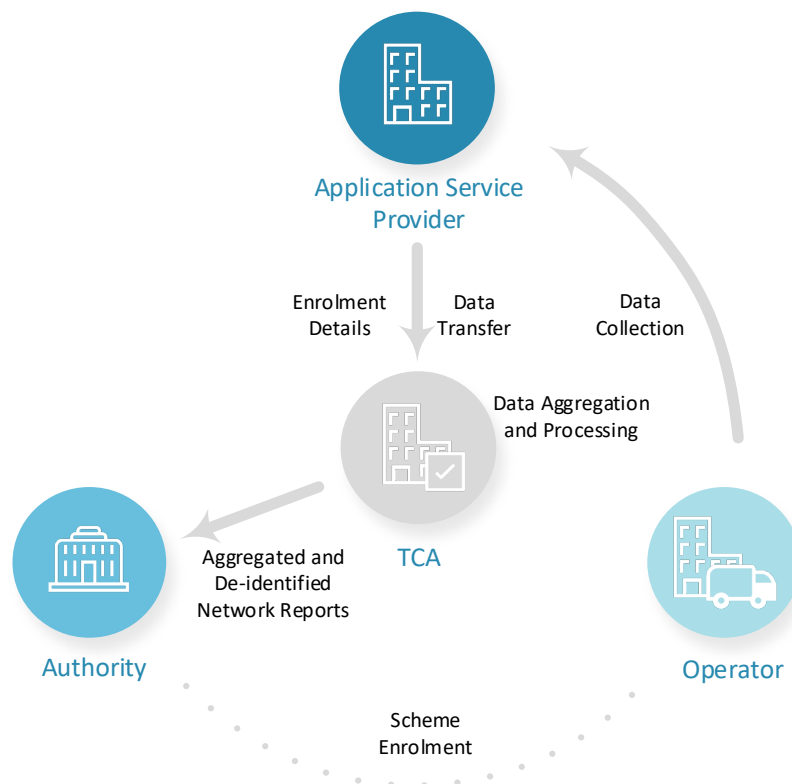 Application Service
Provider
Enrolment
Details
Data
Transfer
Data
Collection
Data Aggregation
and Processing
TCA
Aggregated and
De-identified
Network Reports
Authority
Operator
Scheme
Enrolment